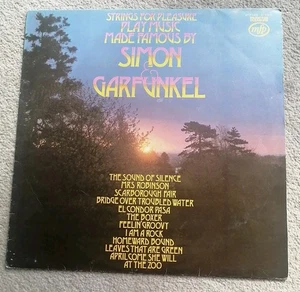 STRINGS FOR PLEASURE
PLAY MUSIC
MADE FAMOUS BY
SIMON
&
GARFUNKEL
mfp
THE SOUND OF SILENCE
MRS ROBINSON
SCARBOROUGH FAIR
BRIDGE OVER TROUBLED WATER
EL CONDOR PASA
THE BOXER
FEELIN' GROOVY
I AM A ROCK
HOMEWARD BOUND
LEAVES THAT ARE GREEN
APRIL COME SHE WILL
AT THE ZOO